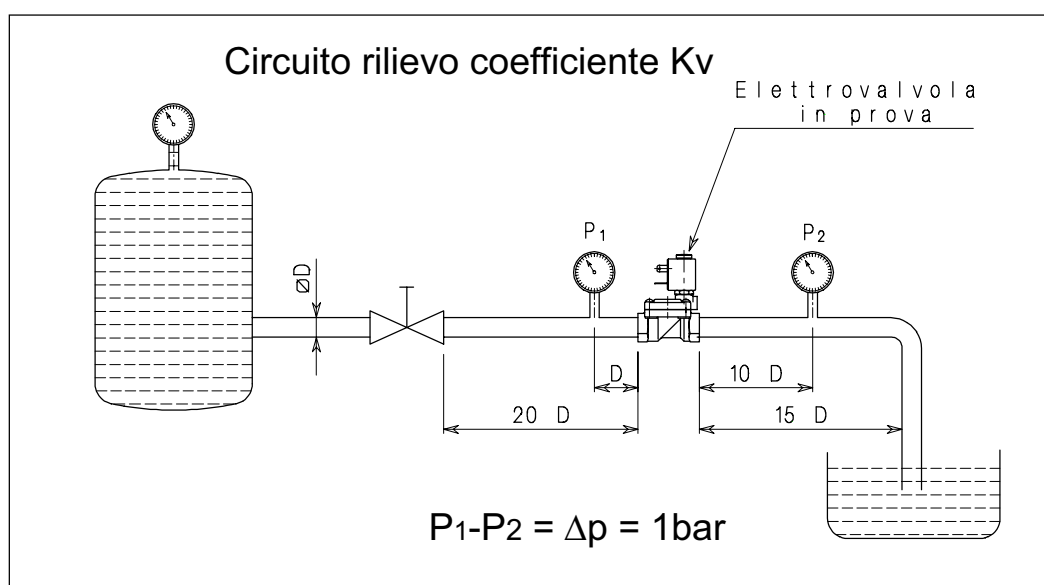 Circuito rilievo coefficiente Kv
Elettrovalvola
in prova
P1
P2
øD
D
10 D
20 D
15 D
P1-P2 = Δp = 1bar